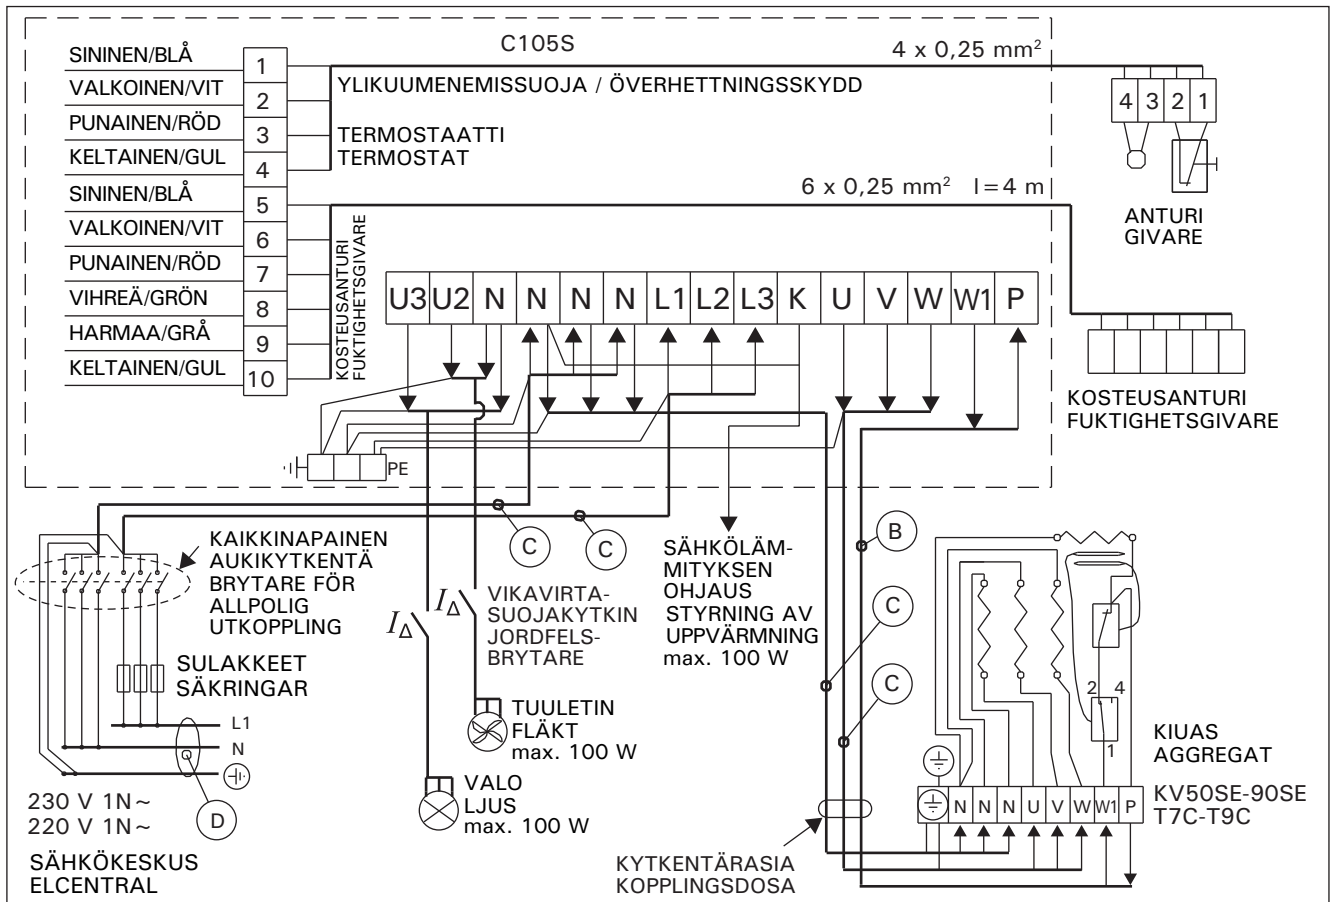 C105S
4 x 0,25 mm²
SININEN/BLÅ
1
VALKOINEN/VIT
2
PUNAINEN/RÖD
3
KELTAINEN/GUL
4
SININEN/BLÅ
5
VALKOINEN/VIT
6
PUNAINEN/RÖD
7
VIHREÄ/GRÖN
8
HARMAA/GRÅ
9
KELTAINEN/GUL
10
YLIKUUMENEMISSUOJA / ÖVERHETTNINGSSKYDD
TERMOSTAATTI
TERMOSTAT
4 3 2 1
ANTURI
GIVARE
6 x 0,25 mm² l=4 m
KOSTEUSANTURI
FUKTIGHETSGIVARE
U3 U2 N N N N L1 L2 L3 K U V W W1 P
KOSTEUSANTURI
FUKTIGHETSGIVARE
PE
KAIKKINAPAINEN
AUKIKYTKENTÄ
BRYTARE FÖR
ALLPOLIG
UTKOPPLING
C
C
B
C
C
I∆
I∆
VIKAVIRTA-
SUOJAKYTKIN
JORDFELS-
BRYTARE
SÄHKÖLÄM-
MITYKSEN
OHJAUS
STYRNING AV
UPPVÄRMNING
max. 100 W
SULAKKEET
SÄKRINGAR
L1
N
D
230 V 1N~
220 V 1N~
SÄHKÖKESKUS
ELCENTRAL
TUULETIN
FLÄKT
max. 100 W
VALO
LJUS
max. 100 W
2 4
1
KIUAS
AGGREGAT
N N N U V W W1 P
KV50SE-90SE
T7C-T9C
KYTKENTÄRASIA
KOPPLINGSDOSA